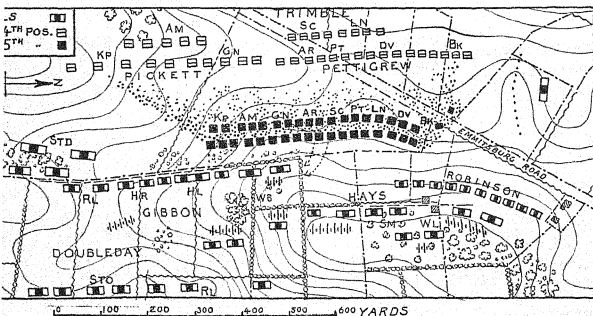 TRIMBLE
LS
4TH POS.
5TH "
N
AM
SC LN
KP
GN
AR PT
DV
BK
PICKETT
PETTIGREW
KP AM GN AR SC PT LN DV BK
EMMITSBURG ROAD
STD
RL
HR
HL
WB
HAYS
ROBINSON
GIBBON
SM
WL
DOUBLEDAY
STO
RL
0 100 200 300 400 500 600 YARDS